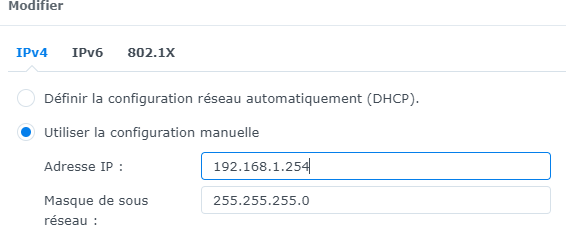 Modifier
IPv4 IPv6 802.1X
Définir la configuration réseau automatiquement (DHCP).
Utiliser la configuration manuelle
Adresse IP : 192.168.1.254
Masque de sous réseau : 255.255.255.0